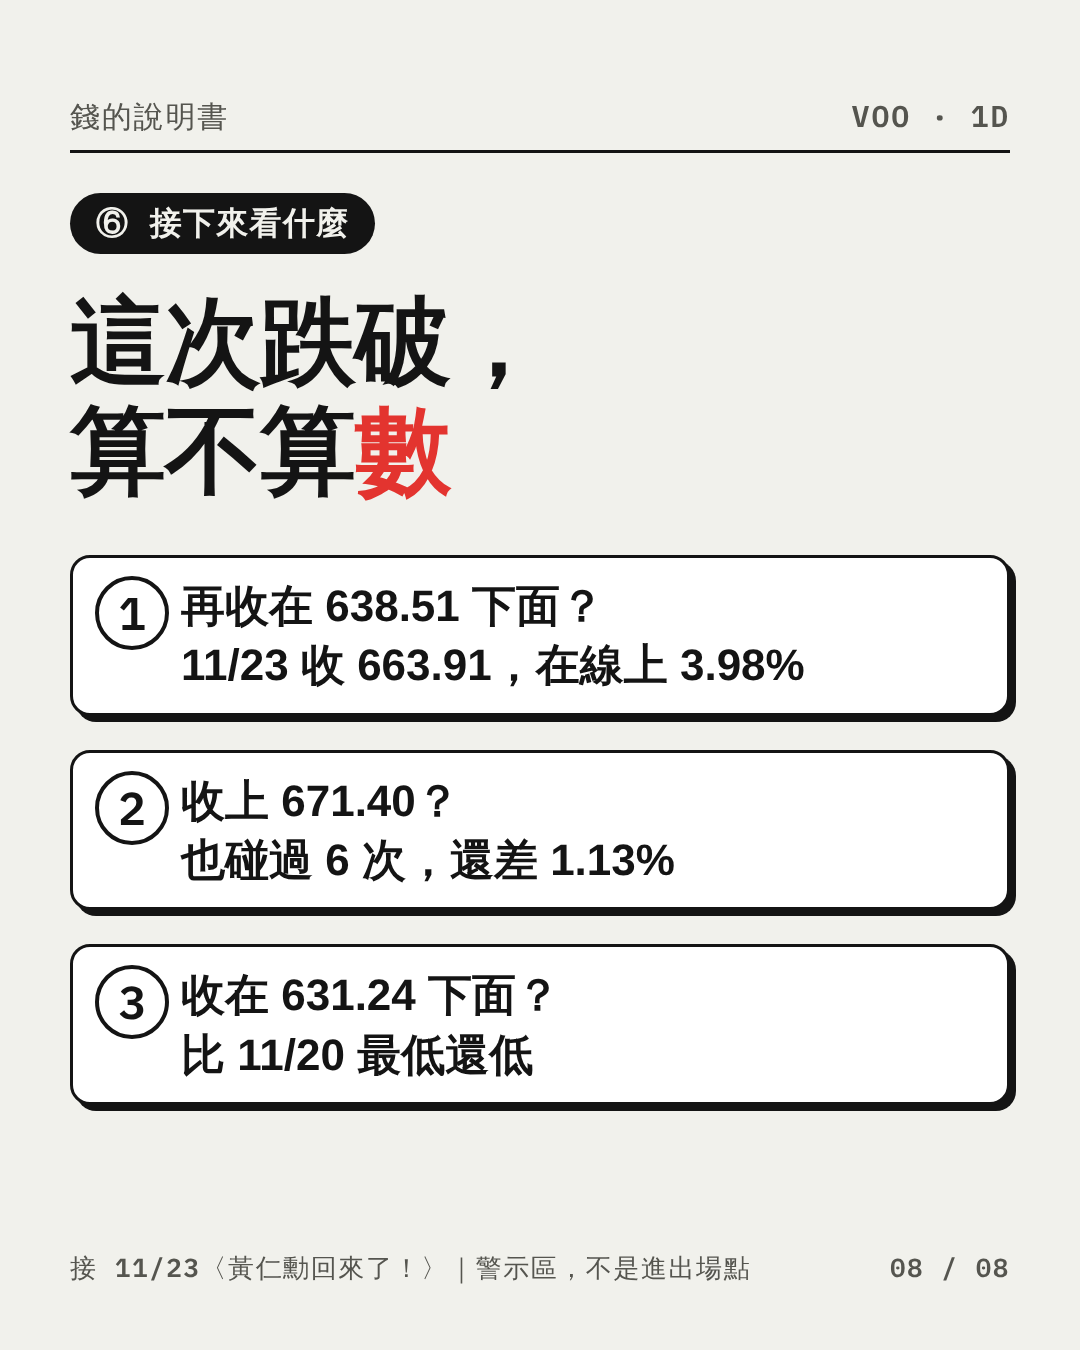 錢的說明書
VOO · 1D
⑥ 接下來看什麼
這次跌破，
算不算數
1
再收在 638.51 下面？
11/23 收 663.91，在線上 3.98%
2
收上 671.40？
也碰過 6 次，還差 1.13%
3
收在 631.24 下面？
比 11/20 最低還低
接 11/23〈黃仁勳回來了！〉｜警示區，不是進出場點
08 / 08